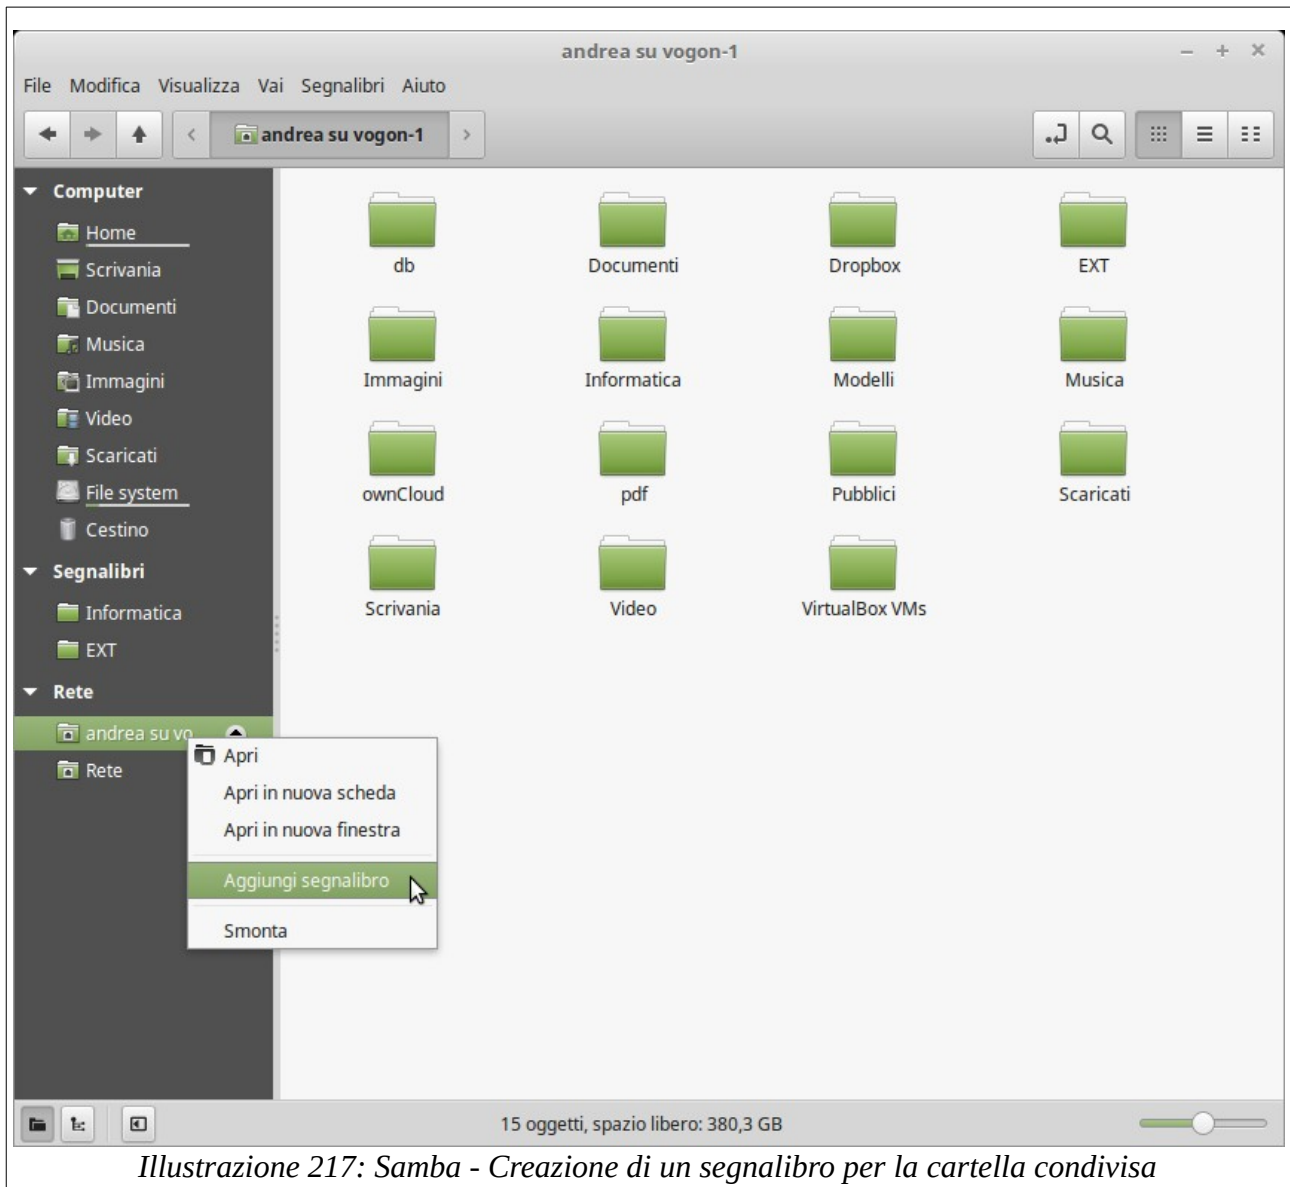 andrea su vogon-1
File Modifica Visualizza Vai Segnalibri Aiuto
andrea su vogon-1
Computer
Home
Scrivania
Documenti
Musica
Immagini
Video
Scaricati
File system
Cestino
Segnalibri
Informatica
EXT
Rete
andrea su vo
Rete
db Documenti Dropbox EXT
Immagini Informatica Modelli Musica
ownCloud pdf Pubblici Scaricati
Scrivania Video VirtualBox VMs
Apri
Apri in nuova scheda
Apri in nuova finestra
Aggiungi segnalibro
Smonta
15 oggetti, spazio libero: 380,3 GB
Illustrazione 217: Samba - Creazione di un segnalibro per la cartella condivisa